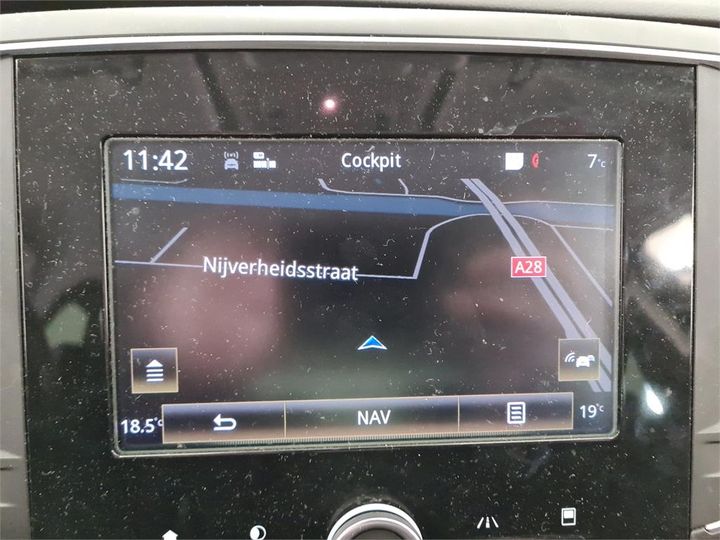 11:42 Cockpit 7°c
Nijverheidsstraat
A28
18.5°c NAV 19°c